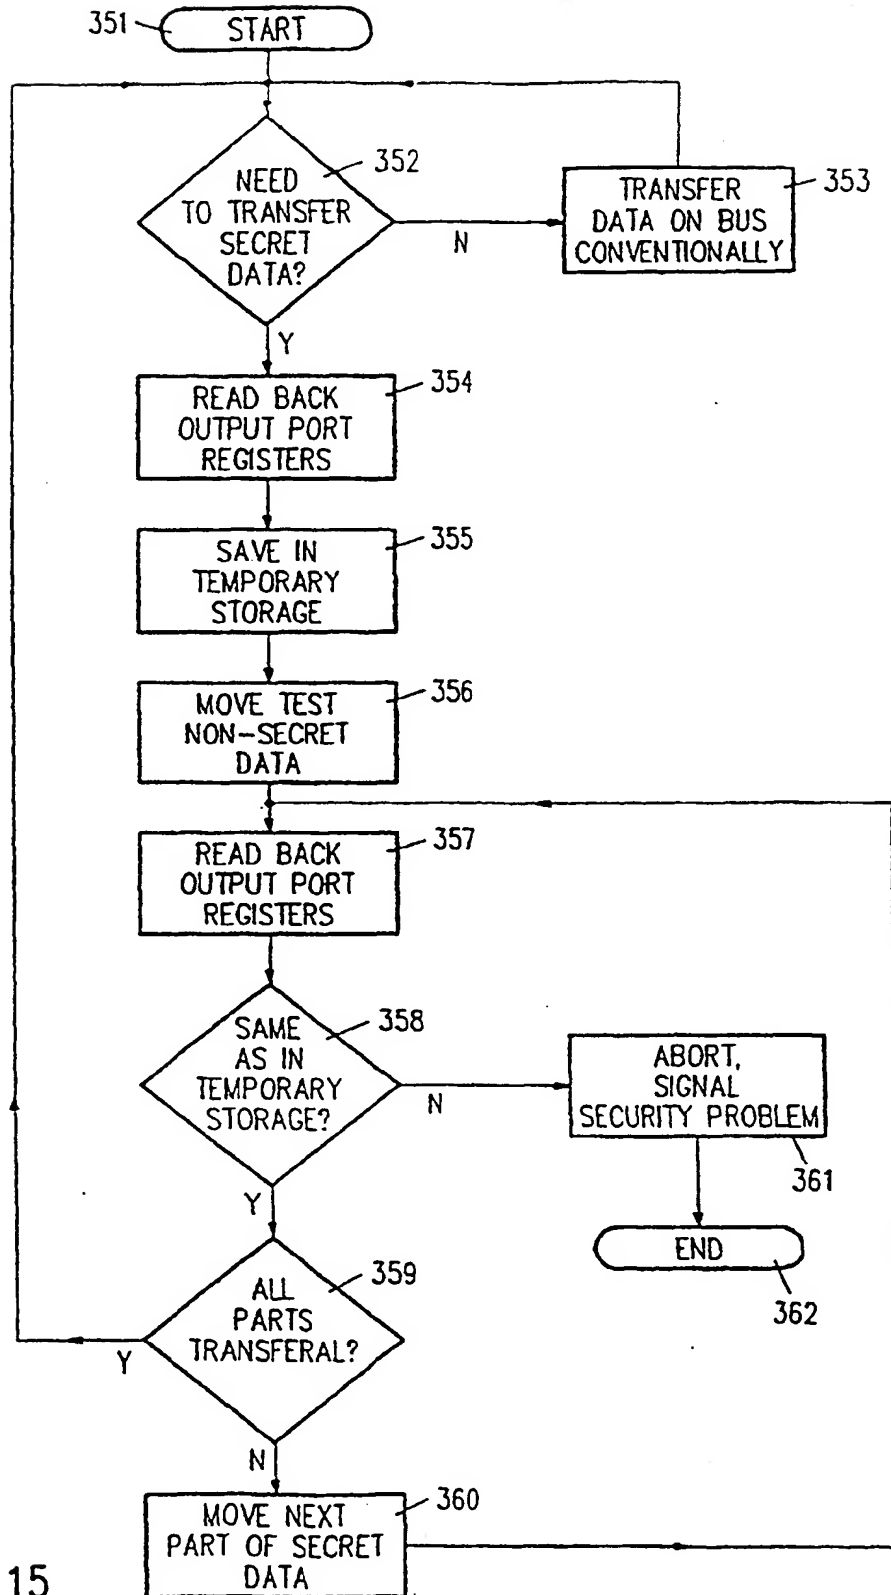 351
START
352
NEED
TO TRANSFER
SECRET
DATA?
N
TRANSFER
DATA ON BUS
CONVENTIONALLY
353
Y
READ BACK
OUTPUT PORT
REGISTERS
354
SAVE IN
TEMPORARY
STORAGE
355
MOVE TEST
NON-SECRET
DATA
356
READ BACK
OUTPUT PORT
REGISTERS
357
SAME
AS IN
TEMPORARY
STORAGE?
358
N
ABORT,
SIGNAL
SECURITY PROBLEM
361
END
362
Y
ALL
PARTS
TRANSFERAL?
359
Y
N
MOVE NEXT
PART OF SECRET
DATA
360
15